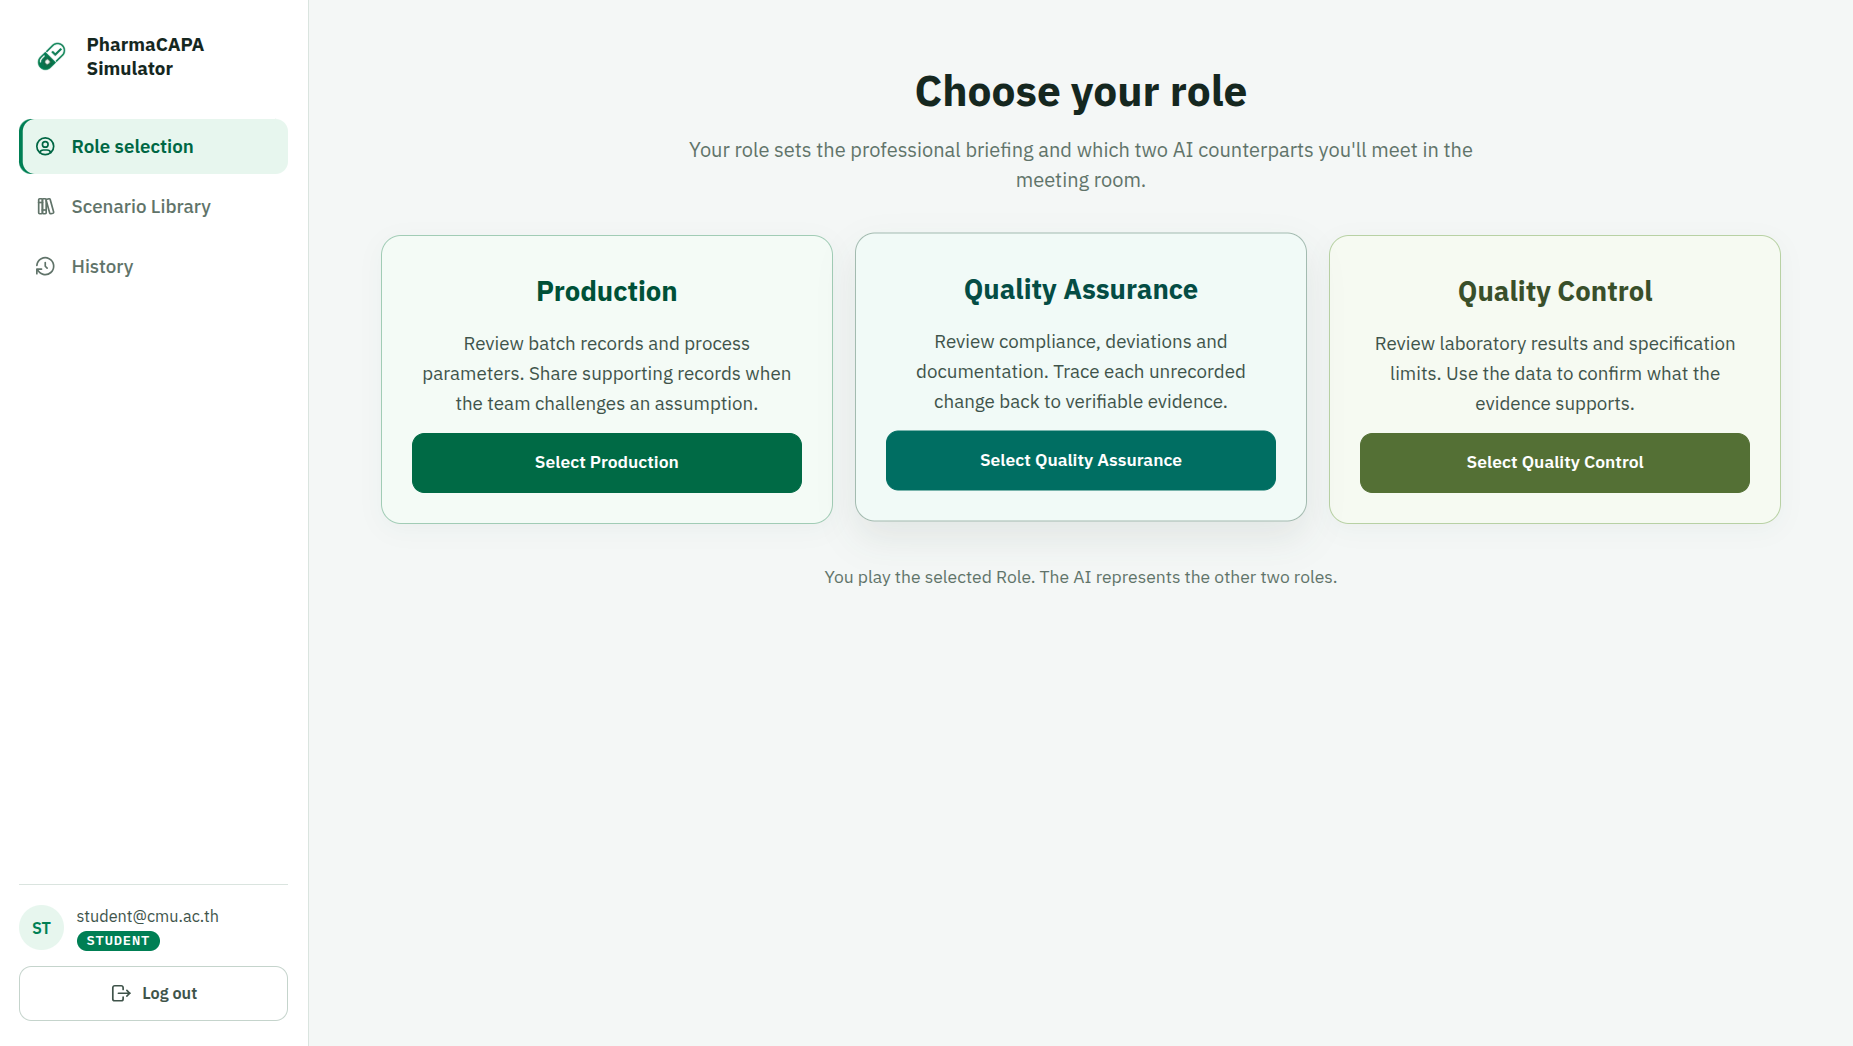 PharmaCAPA
Simulator
Role selection
Scenario Library
History
student@cmu.ac.th
ST
STUDENT
Log out
Choose your role
Your role sets the professional briefing and which two AI counterparts you'll meet in the
meeting room.
Production
Review batch records and process
parameters. Share supporting records when
the team challenges an assumption.
Select Production
Quality Assurance
Review compliance, deviations and
documentation. Trace each unrecorded
change back to verifiable evidence.
Select Quality Assurance
Quality Control
Review laboratory results and specification
limits. Use the data to confirm what the
evidence supports.
Select Quality Control
You play the selected Role. The AI represents the other two roles.